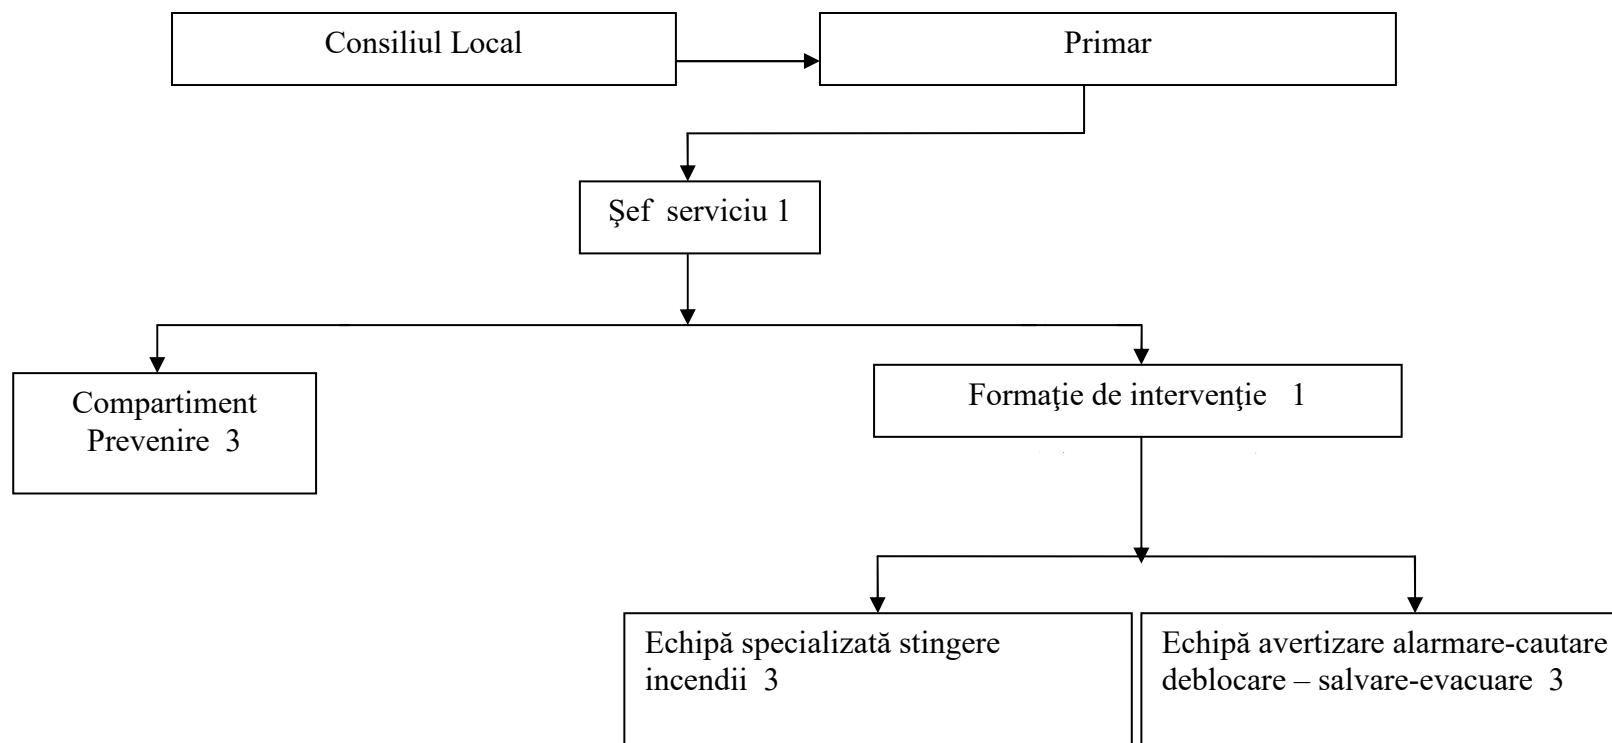 Consiliul Local
Primar
Şef  serviciu 1
Compartiment
Prevenire  3
Formaţie de intervenţie   1
Echipă specializată stingere
incendii  3
Echipă avertizare alarmare-cautare
deblocare – salvare-evacuare  3